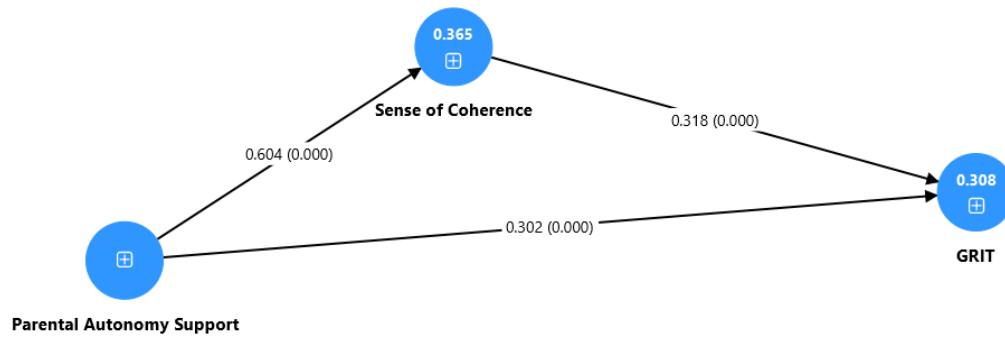 0.365
Sense of Coherence
0.318 (0.000)
0.604 (0.000)
0.308
0.302 (0.000)
GRIT
Parental Autonomy Support